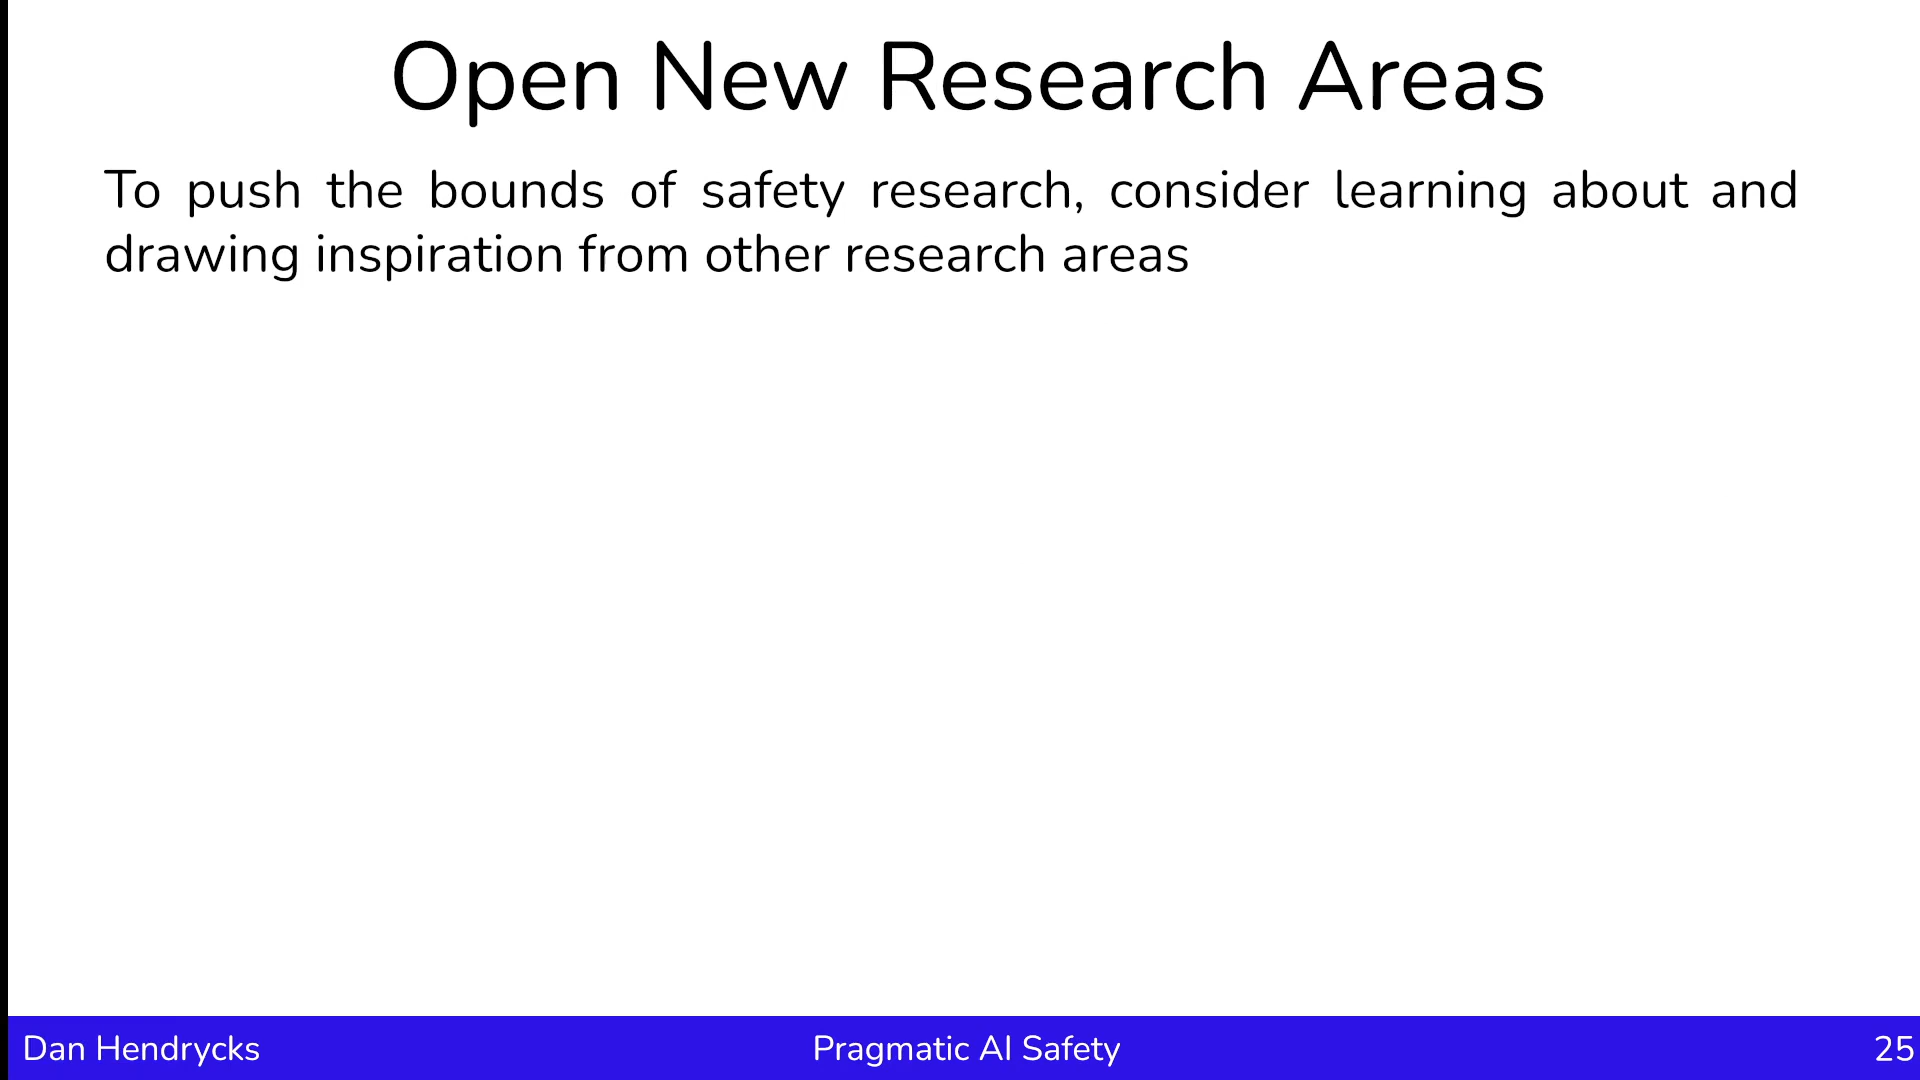 Open New Research Areas
To push the bounds of safety research, consider learning about and
drawing inspiration from other research areas
Dan Hendrycks
Pragmatic AI Safety
25